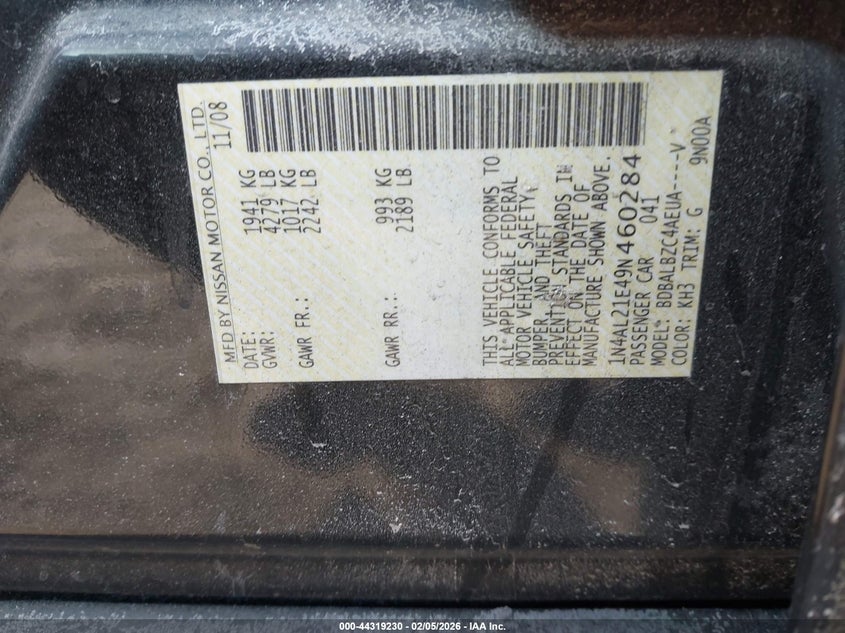 MFD BY NISSAN MOTOR CO., LTD.
DATE: 11/08
GVWR: 1941 KG
4279 LB
GAWR FR.: 1017 KG
2242 LB
GAWR RR.: 993 KG
2189 LB
THIS VEHICLE CONFORMS TO
ALL APPLICABLE FEDERAL
MOTOR VEHICLE SAFETY,
BUMPER, AND THEFT
PREVENTION STANDARDS IN
EFFECT ON THE DATE OF
MANUFACTURE SHOWN ABOVE.
1N4AL21E49N460284
PASSENGER CAR 041
MODEL* BDBALBZC4AEUA----V *
COLOR: KH3 TRIM: G 9N00A
000-44319230 - 02/05/2026 - IAA Inc.